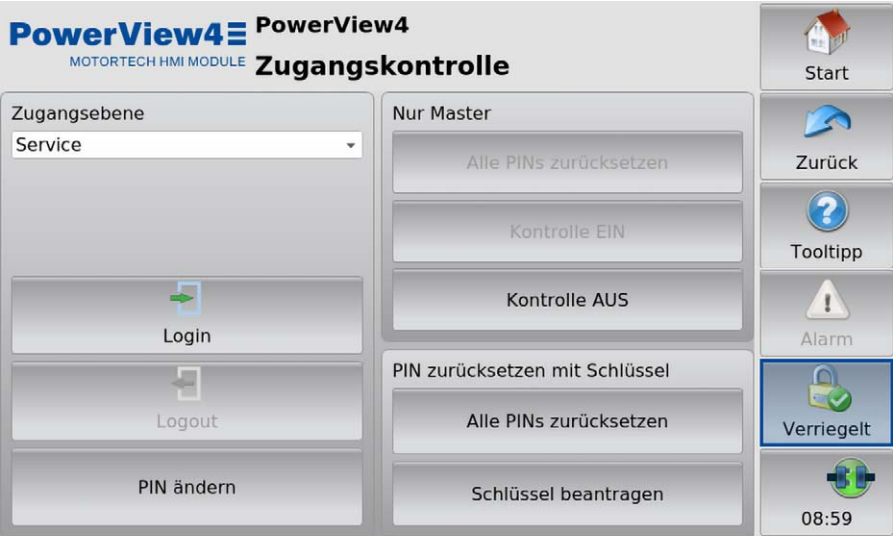 PowerView4
MOTORTECH HMI MODULE
PowerView4
Zugangskontrolle
Zugangsebene
Service
Login
Logout
PIN ändern
Nur Master
Alle PINs zurücksetzen
Kontrolle EIN
Kontrolle AUS
PIN zurücksetzen mit Schlüssel
Alle PINs zurücksetzen
Schlüssel beantragen
Start
Zurück
Tooltipp
Alarm
Verriegelt
08:59